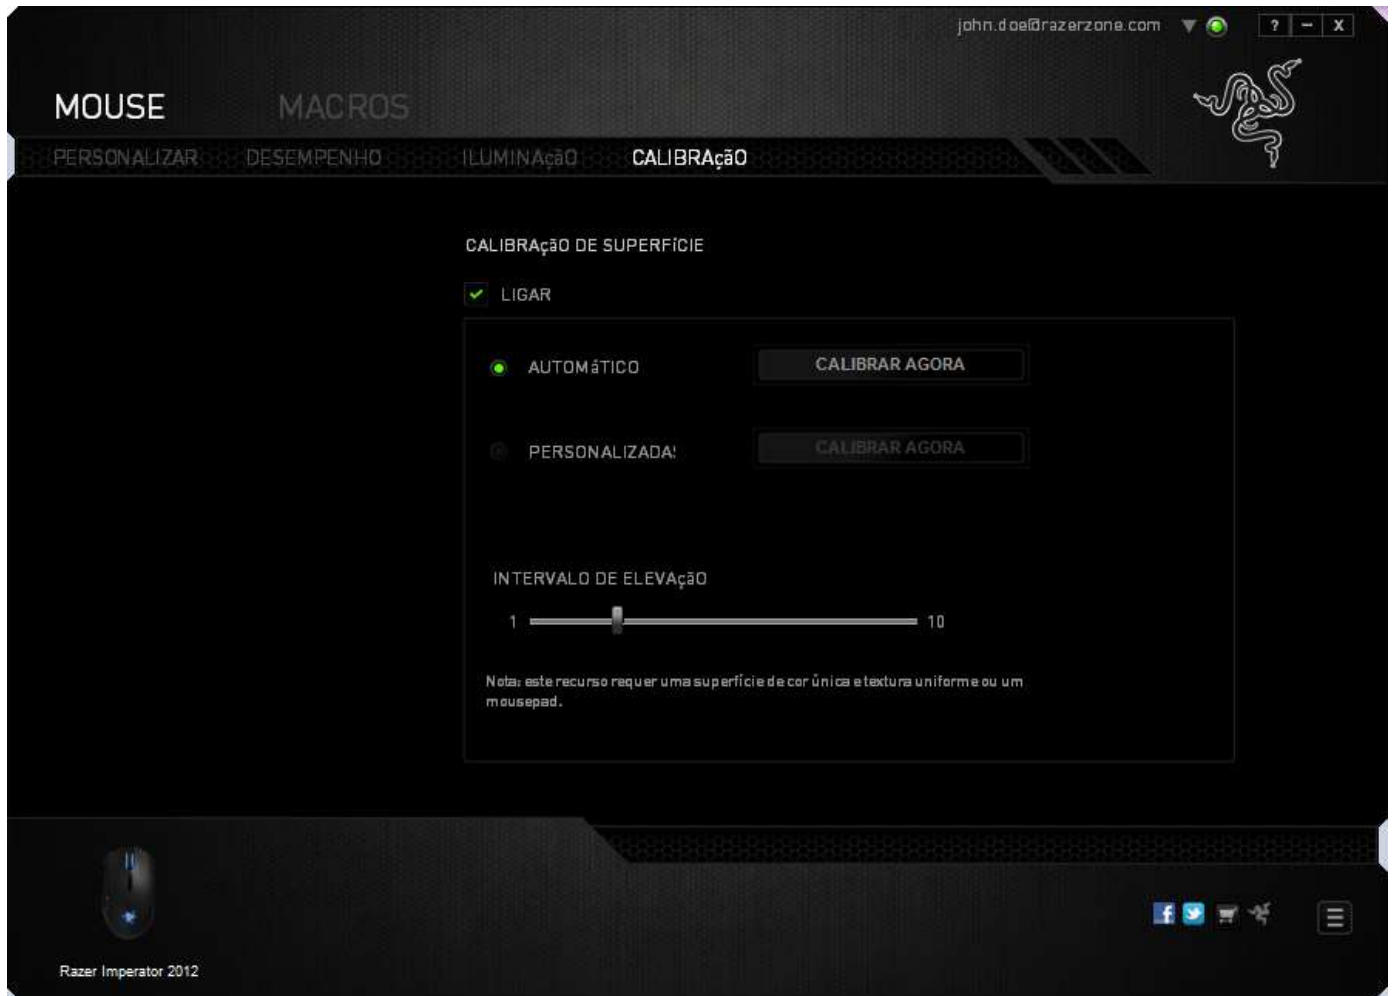 john.doe@razerzone.com
? – X
MOUSE MACROS
PERSONALIZAR DESEMPENHO ILUMINAçãO CALIBRAçãO
CALIBRAçãO DE SUPERFíCIE
LIGAR
AUTOMáTICO CALIBRAR AGORA
PERSONALIZADAS CALIBRAR AGORA
INTERVALO DE ELEVAçãO
1 10
Nota: este recurso requer uma superfície de cor única e textura uniforme ou um
mousepad.
Razer Imperator 2012